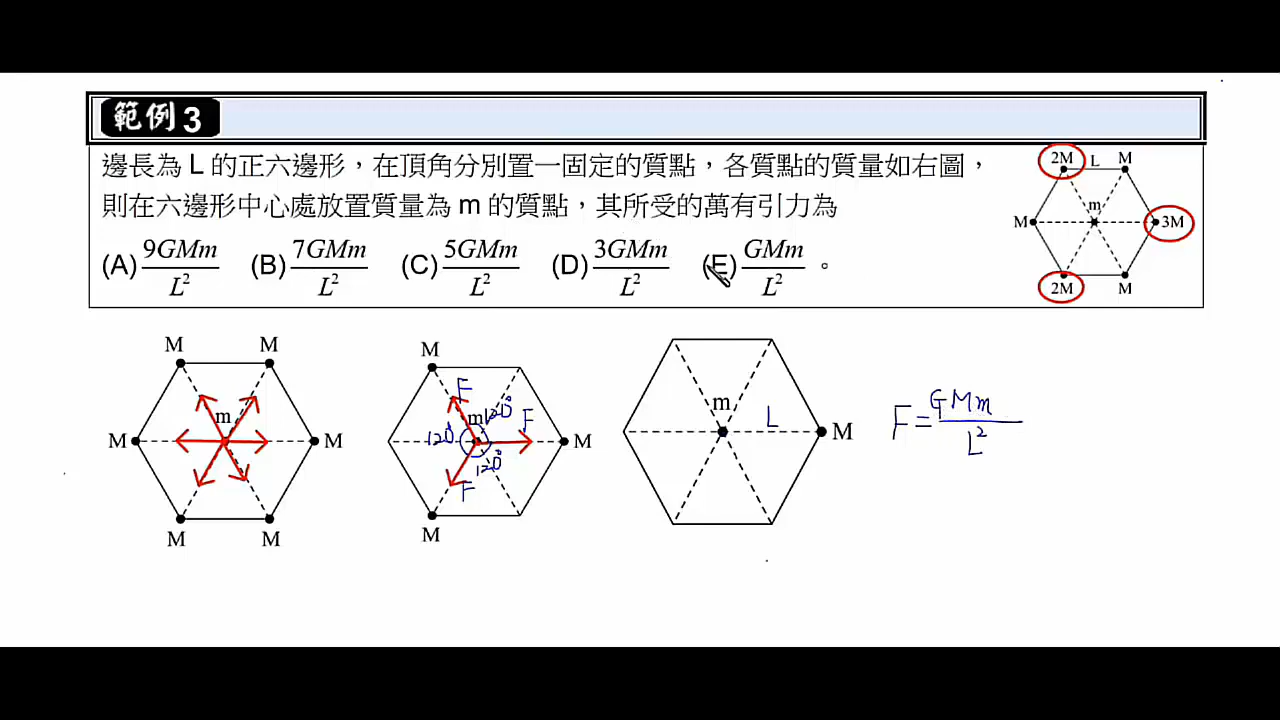 範例 3
邊長為 L 的正六邊形，在頂角分別置一固定的質點，各質點的質量如右圖，
則在六邊形中心處放置質量為 m 的質點，其所受的萬有引力為
(A) 9GMm/L² (B) 7GMm/L² (C) 5GMm/L² (D) 3GMm/L² (E) GMm/L² 。
2M L M
m
M 3M
2M M
M M
m
M M
M M
M
F
m 120°
120° F
M
120°
F
M
m
L
M
F = GMm/L²